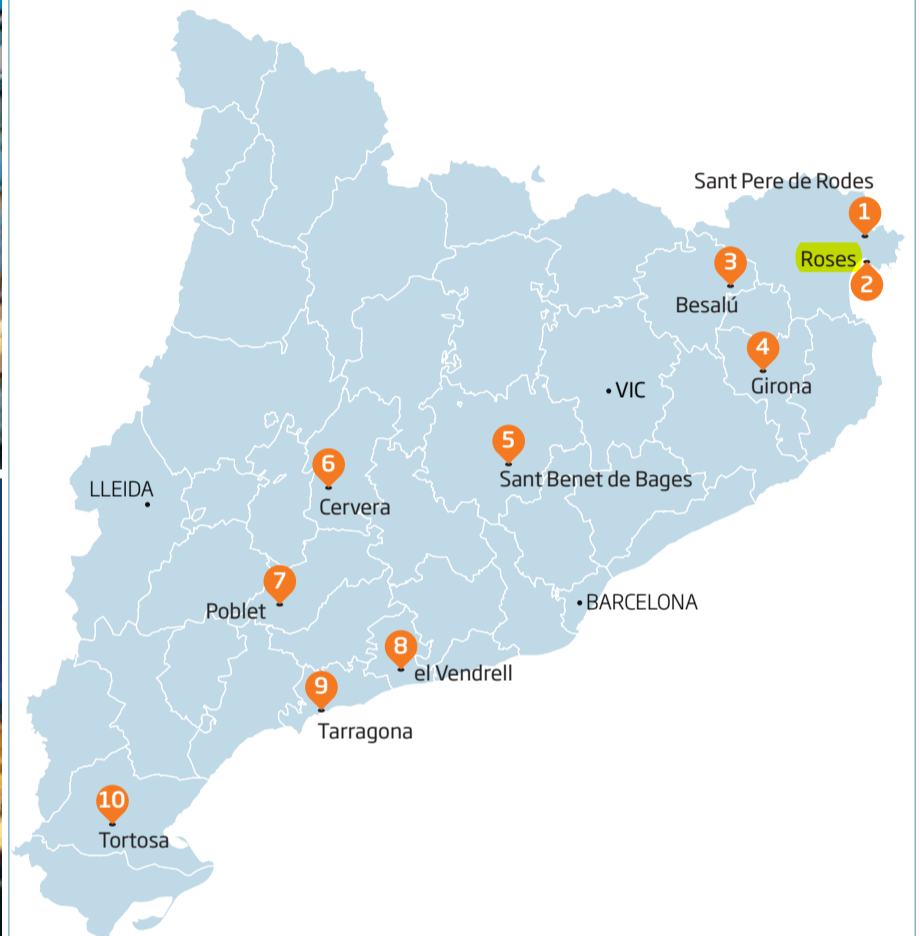 Sant Pere de Rodes
1
Roses
2
3
Besalú
4
Girona
VIC
5
Sant Benet de Bages
6
Cervera
LLEIDA
7
Poblet
BARCELONA
8
el Vendrell
9
Tarragona
10
Tortosa